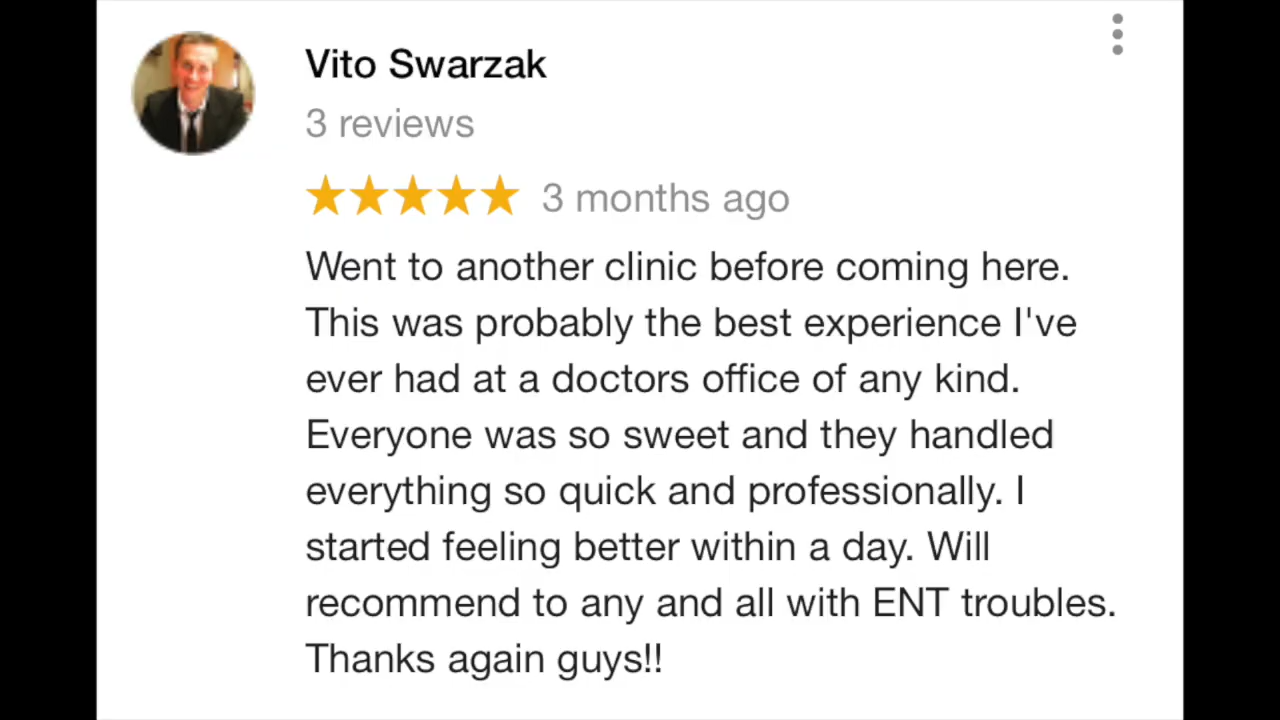 Vito Swarzak
3 reviews
3 months ago
Went to another clinic before coming here.
This was probably the best experience I've
ever had at a doctors office of any kind.
Everyone was so sweet and they handled
everything so quick and professionally. I
started feeling better within a day. Will
recommend to any and all with ENT troubles.
Thanks again guys!!